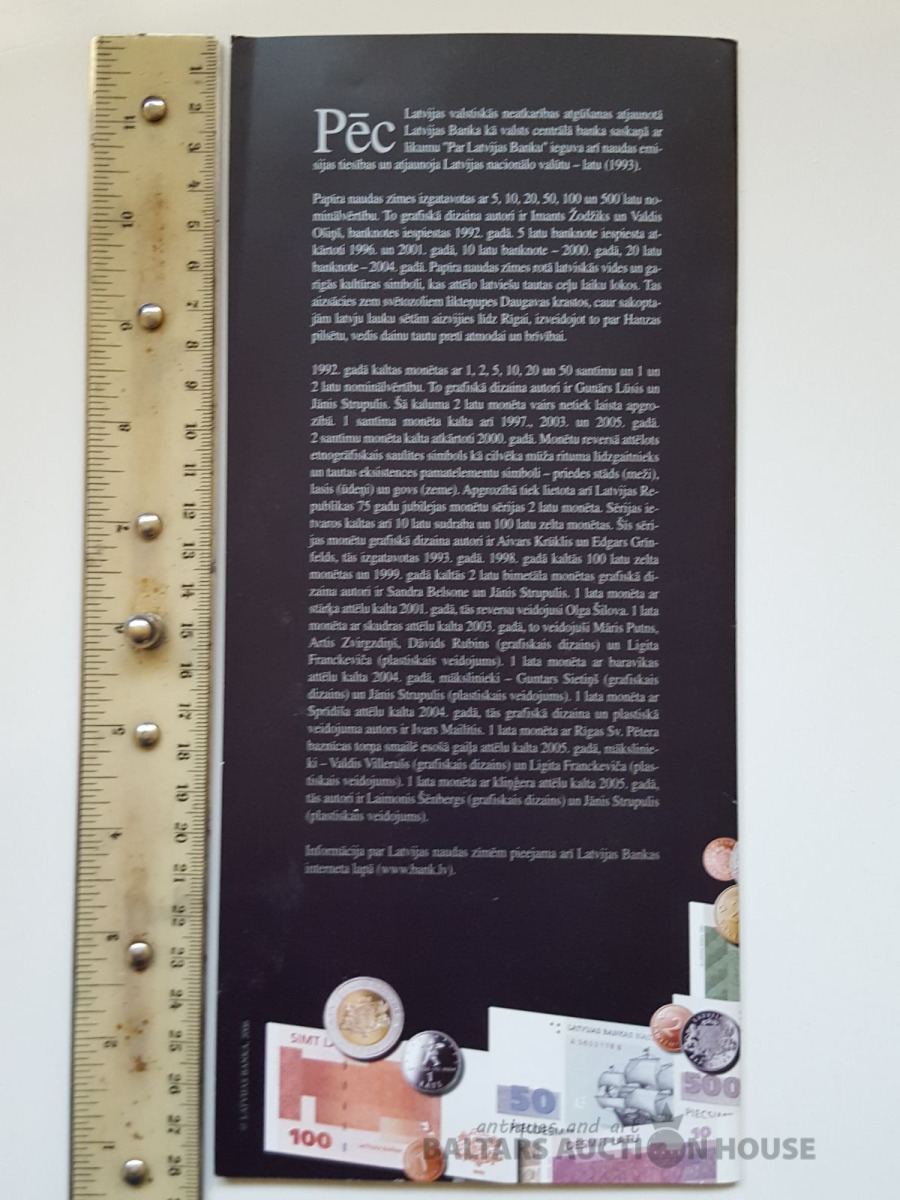 Pēc Latvijas valstiskās neatkarības atgūšanas atjaunotā
Latvijas Banka kā valsts centrālā banka saskaņā ar
likumu "Par Latvijas Banku" ieguva arī naudas emi-
sijas tiesības un atjaunoja Latvijas nacionālo valūtu – latu (1993).
Papīra naudas zīmes izgatavotas ar 5, 10, 20, 50, 100 un 500 latu no-
minālvērtību. To grafiskā dizaina autori ir Imants Žodžiks un Valdis
Ošiņš, banknotes iespiestas 1992. gadā. 5 latu banknote iespiesta at-
kārtoti 1996. un 2001. gadā, 10 latu banknote – 2000. gadā, 20 latu
banknote – 2004. gadā. Papīra naudas zīmes rotā latviskās vides un ga-
rīgās kultūras simboli, kas attēlo latviešu tautas ceļu laiku lokos. Tas
aizsācies zem svētozoliem likteņupes Daugavas krastos, caur sakopta-
jām latvju lauku sētām aizvijies līdz Rīgai, izveidojot to par Hanzas
pilsētu, vedis dainu tautu pretī atmodai un brīvībai.
1992. gadā kaltas monētas ar 1, 2, 5, 10, 20 un 50 santīmu un 1 un
2 latu nominālvērtību. To grafiskā dizaina autori ir Gunārs Lūsis un
Jānis Strupulis. Šā kaluma 2 latu monēta vairs netiek laista apgro-
zībā. 1 santīma monēta kalta arī 1997., 2003. un 2005. gadā.
2 santīmu monēta kalta atkārtoti 2000. gadā. Monētu reversā attēlots
etnogrāfiskais saulītes simbols kā cilvēka mūža rituma līdzgaitnieks
un tautas eksistences pamatelementu simboli – priedes stāds (meži),
lasis (ūdeņi) un govs (zeme). Apgrozībā tiek lietota arī Latvijas Re-
publikas 75 gadu jubilejas monētu sērijas 2 latu monēta. Sērijas ie-
tvaros kaltas arī 10 latu sudraba un 100 latu zelta monētas. Šīs sēri-
jas monētu grafiskā dizaina autori ir Aivars Krūklis un Edgars Grīn-
felds, tās izgatavotas 1993. gadā. 1998. gadā kaltās 100 latu zelta
monētas un 1999. gadā kaltās 2 latu bimetāla monētas grafiskā di-
zaina autori ir Sandra Belsone un Jānis Strupulis. 1 lata monēta ar
stārķa attēlu kalta 2001. gadā, tās reversu veidojusi Olga Šilova. 1 lata
monēta ar skudras attēlu kalta 2003. gadā, to veidojuši Māris Putns,
Artis Zvirgzdiņš, Dāvids Rubins (grafiskais dizains) un Ligita
Franckeviča (plastiskais veidojums). 1 lata monēta ar baravikas
attēlu kalta 2004. gadā, mākslinieki – Guntars Sietiņš (grafiskais
dizains) un Jānis Strupulis (plastiskais veidojums). 1 lata monēta ar
Sprīdīša attēlu kalta 2004. gadā, tās grafiskā dizaina un plastiskā
veidojuma autors ir Ivars Mailītis. 1 lata monēta ar Rīgas Sv. Pētera
baznīcas torņa smailē esošā gaiļa attēlu kalta 2005. gadā, mākslinie-
ki – Valdis Villerušs (grafiskais dizains) un Ligita Franckeviča (plas-
tiskais veidojums). 1 lata monēta ar kliņģera attēlu kalta 2005. gadā,
tās autori ir Laimonis Šēnbergs (grafiskais dizains) un Jānis Strupulis
(plastiskais veidojums).
Informācija par Latvijas naudas zīmēm pieejama arī Latvijas Bankas
interneta lapā (www.bank.lv).
© LATVIJAS BANKA, 2006
SIMT
100
1
LATS
LATVIJAS BANKAS
50
500
10
DESMIT LATU
antiques and art
BALTARS AUCTION HOUSE